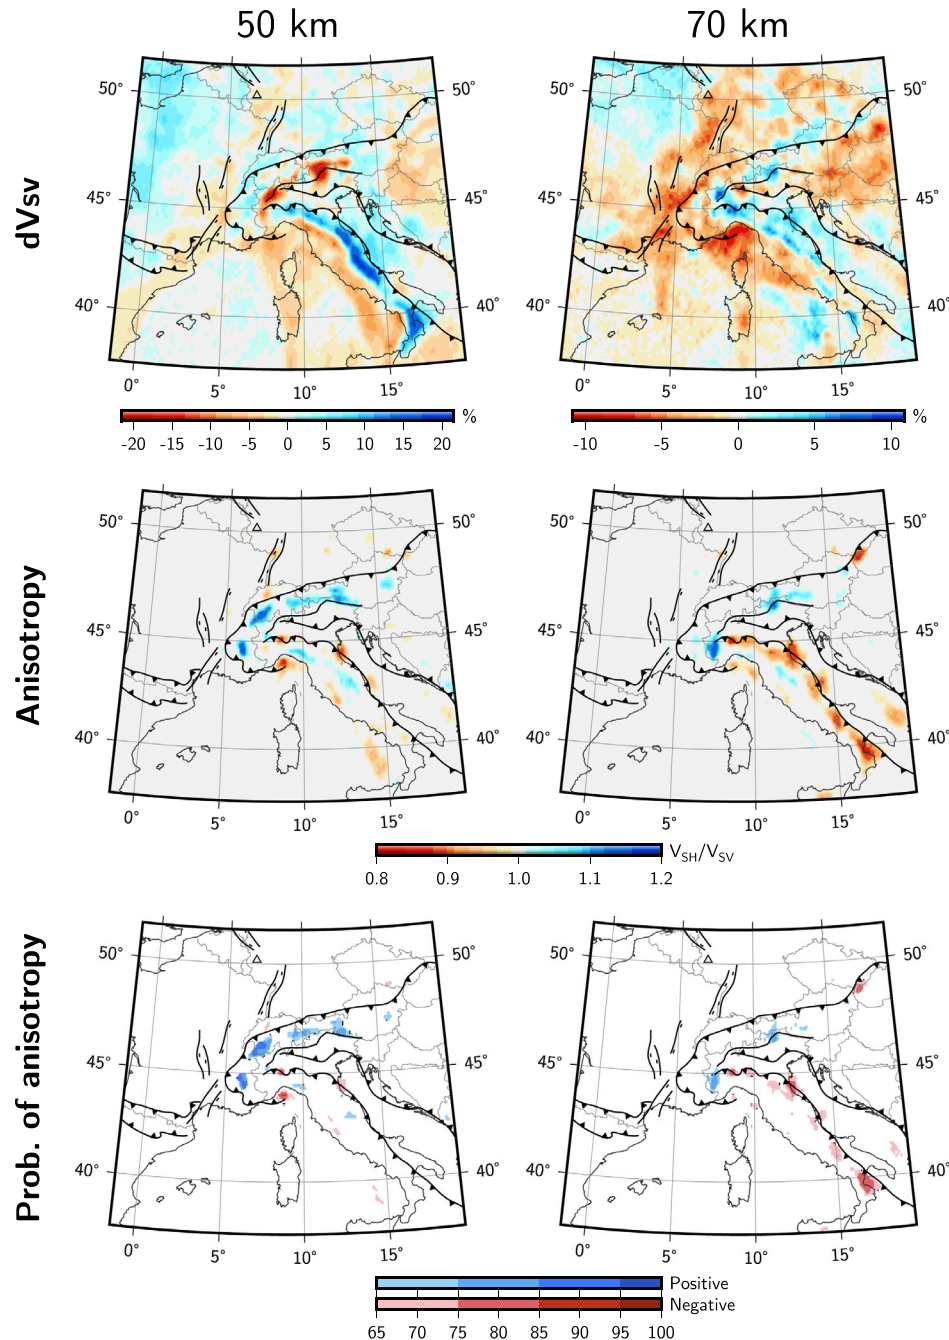 50 km 70 km
dVsv
50° 50° 50° 50°
45° 45° 45° 45°
40° 40° 40° 40°
0° 5° 10° 15° 0° 5° 10° 15°
% %
-20 -15 -10 -5 0 5 10 15 20 -10 -5 0 5 10
Anisotropy
50° 50° 50° 50°
45° 45° 45° 45°
40° 40° 40° 40°
0° 5° 10° 15° 0° 5° 10° 15°
VSH/VSV
0.8 0.9 1.0 1.1 1.2
Prob. of anisotropy
50° 50° 50° 50°
45° 45° 45° 45°
40° 40° 40° 40°
0° 5° 10° 15° 0° 5° 10° 15°
Positive
Negative
65 70 75 80 85 90 95 100